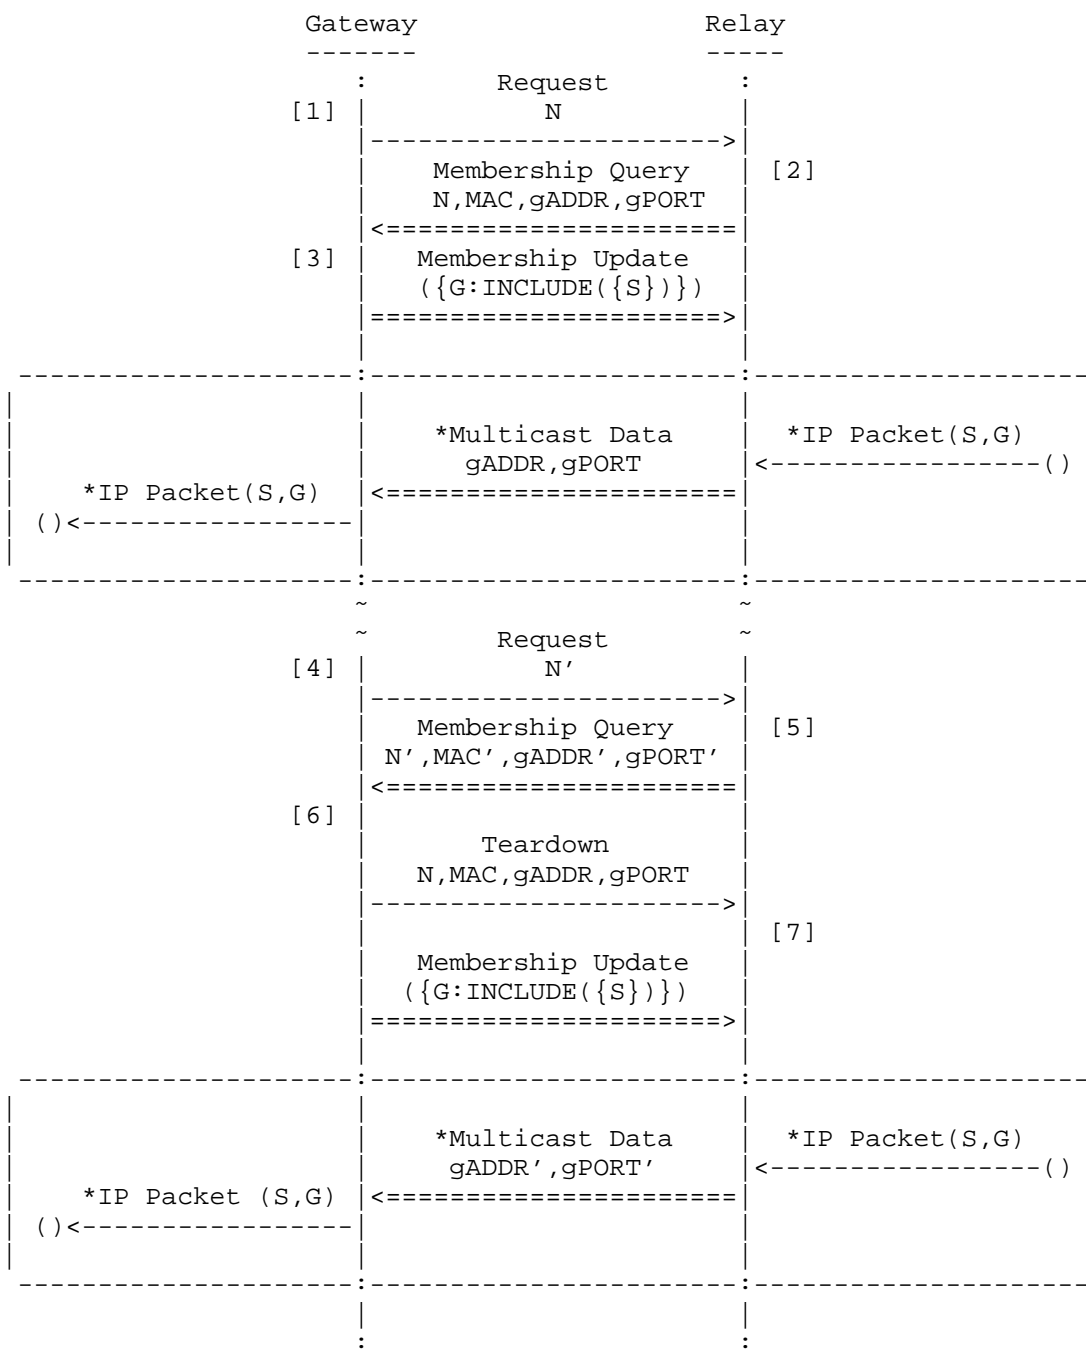 Gateway Relay
------- -----
: Request :
[1] | N |
|---------------------->|
| Membership Query | [2]
| N,MAC,gADDR,gPORT |
|<======================|
[3] | Membership Update |
| ({G:INCLUDE({S})}) |
|======================>|
| |
---------------------:-----------------------:---------------------
| | |
| | *Multicast Data | *IP Packet(S,G)
| | gADDR,gPORT |<-----------------()
| *IP Packet(S,G) |<======================|
| ()<-----------------| |
| | |
---------------------:-----------------------:---------------------
~ ~
~ Request ~
[4] | N’ |
|---------------------->|
| Membership Query | [5]
| N’,MAC’,gADDR’,gPORT’ |
|<======================|
[6] | |
| Teardown |
| N,MAC,gADDR,gPORT |
|---------------------->|
| | [7]
| Membership Update |
| ({G:INCLUDE({S})}) |
|======================>|
| |
---------------------:-----------------------:---------------------
| | |
| | *Multicast Data | *IP Packet(S,G)
| | gADDR’,gPORT’ |<-----------------()
| *IP Packet (S,G) |<======================|
| ()<-----------------| |
| | |
---------------------:-----------------------:---------------------
| |
: :